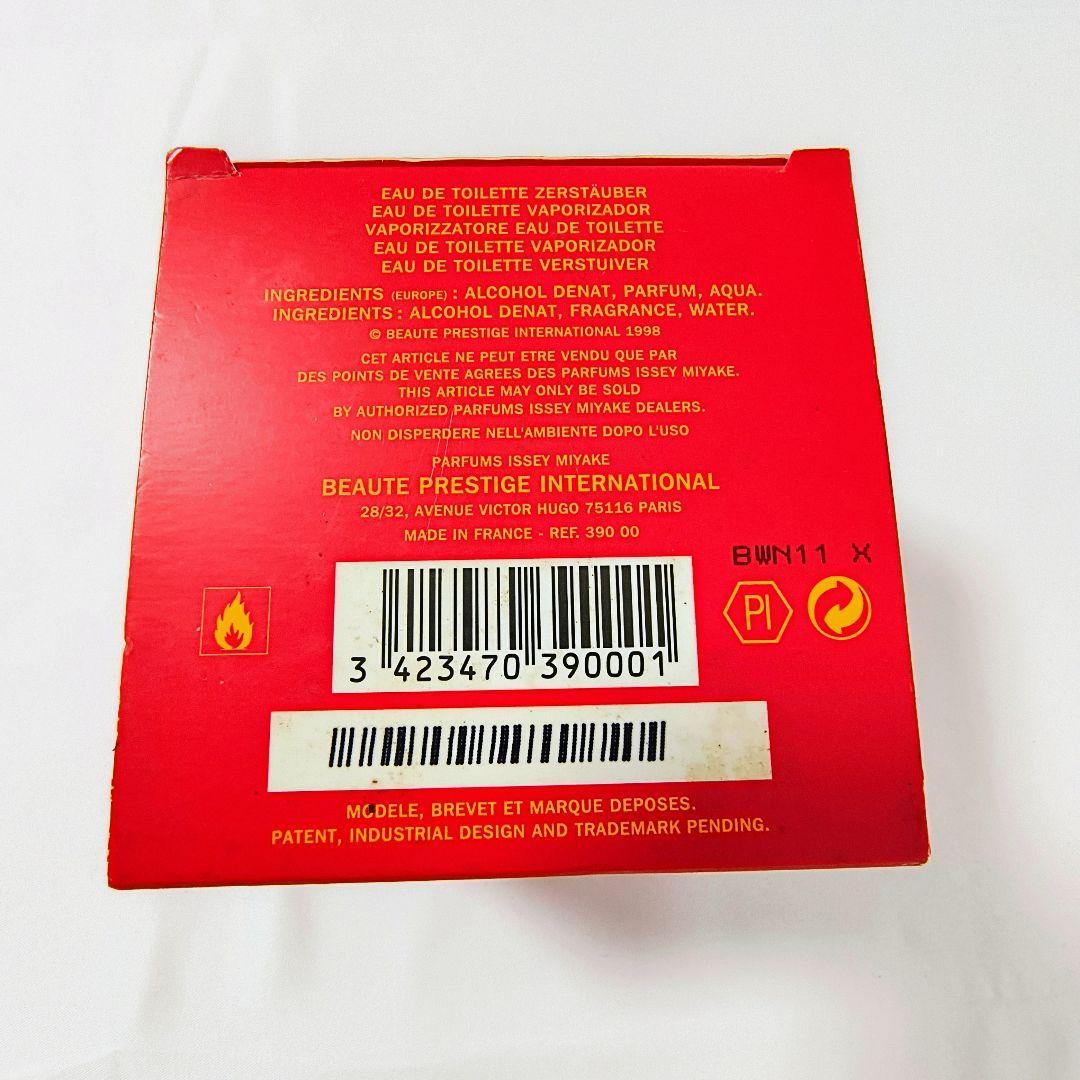 EAU DE TOILETTE ZERSTÄUBER
EAU DE TOILETTE VAPORIZADOR
VAPORIZZATORE EAU DE TOILETTE
EAU DE TOILETTE VAPORIZADOR
EAU DE TOILETTE VERSTUIVER
INGREDIENTS (EUROPE) : ALCOHOL DENAT, PARFUM, AQUA.
INGREDIENTS : ALCOHOL DENAT, FRAGRANCE, WATER.
© BEAUTE PRESTIGE INTERNATIONAL 1998
CET ARTICLE NE PEUT ETRE VENDU QUE PAR
DES POINTS DE VENTE AGREES DES PARFUMS ISSEY MIYAKE.
THIS ARTICLE MAY ONLY BE SOLD
BY AUTHORIZED PARFUMS ISSEY MIYAKE DEALERS.
NON DISPERDERE NELL'AMBIENTE DOPO L'USO
PARFUMS ISSEY MIYAKE
BEAUTE PRESTIGE INTERNATIONAL
28/32, AVENUE VICTOR HUGO 75116 PARIS
MADE IN FRANCE - REF. 390 00
BWN11 X
PI
3 423470 390001
MODELE, BREVET ET MARQUE DEPOSES.
PATENT, INDUSTRIAL DESIGN AND TRADEMARK PENDING.